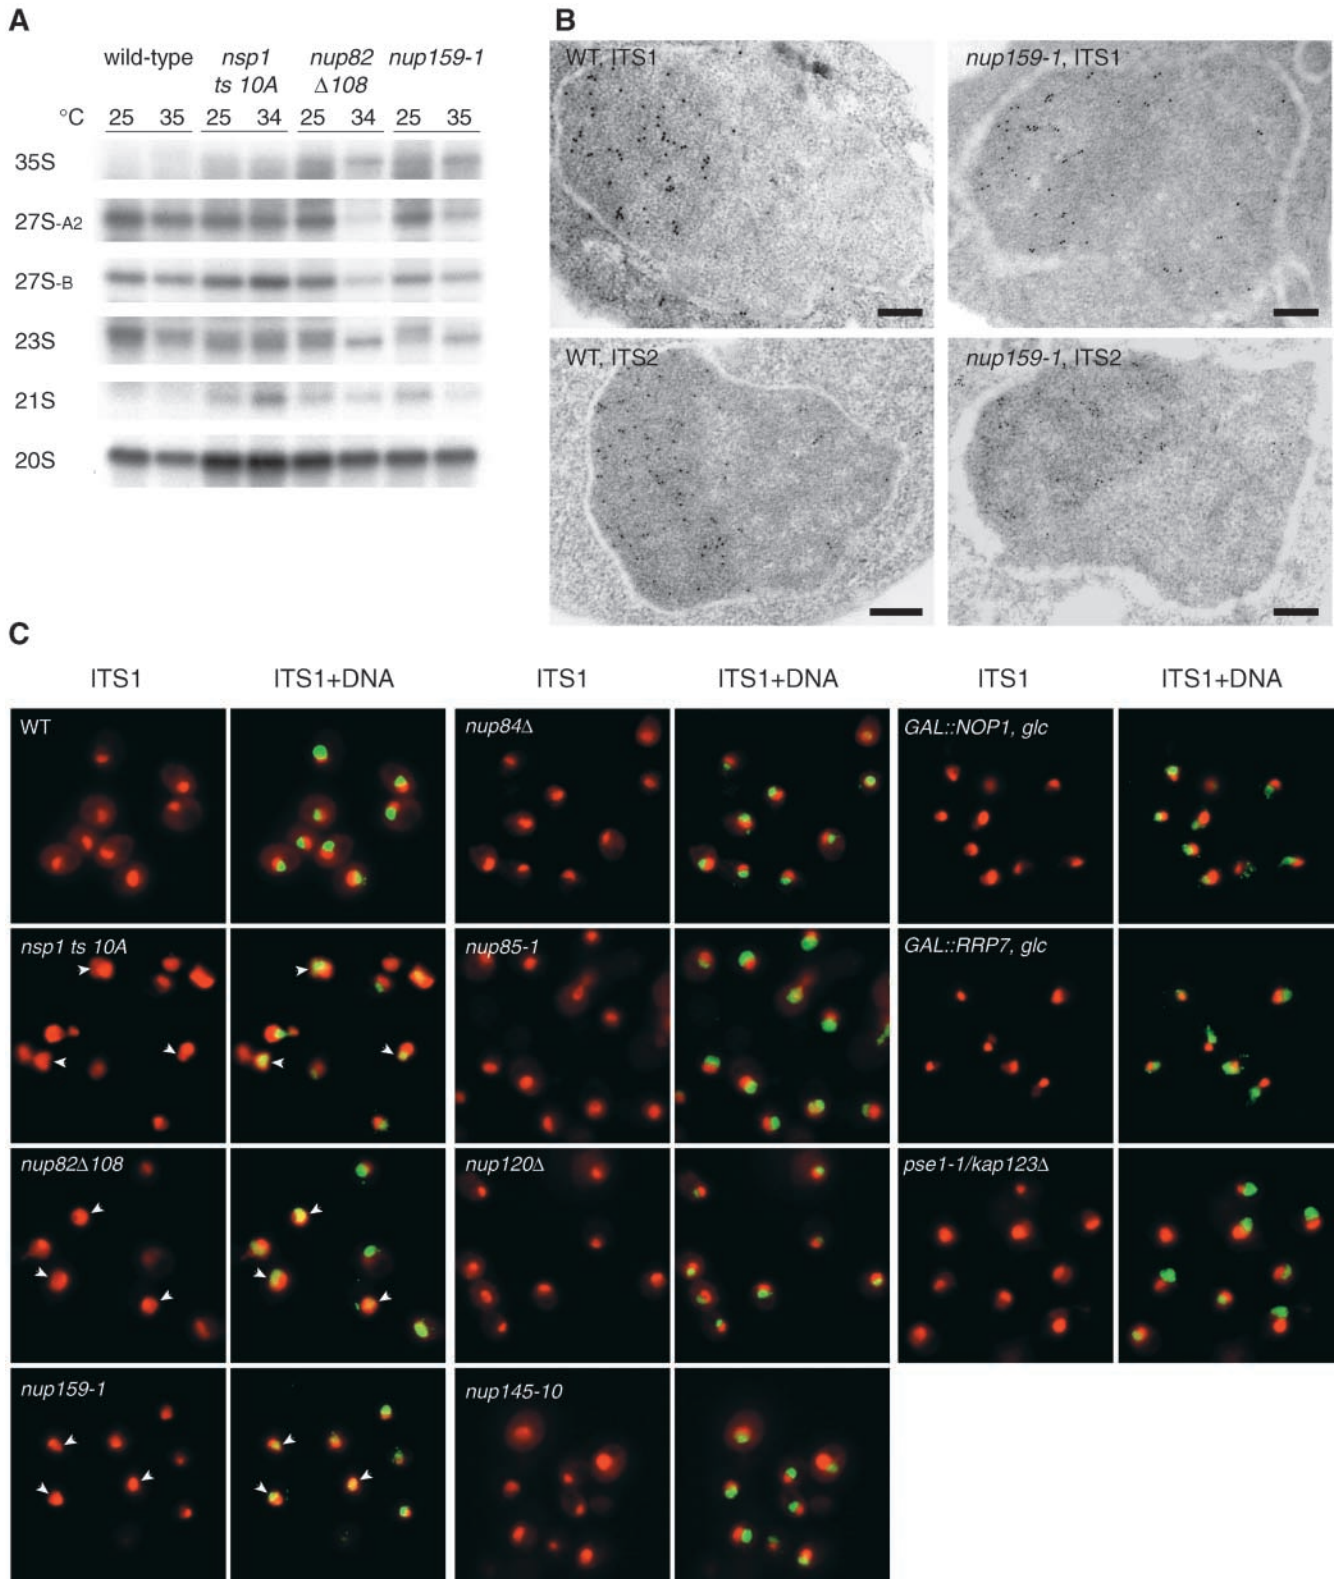 A
wild-type nsp1 nup82 nup159-1
ts 10A Δ108
°C 25 35 25 34 25 34 25 35
35S
27S-A2
27S-B
23S
21S
20S
B
WT, ITS1
nup159-1, ITS1
WT, ITS2
nup159-1, ITS2
C
ITS1 ITS1+DNA ITS1 ITS1+DNA ITS1 ITS1+DNA
WT
nup84Δ
GAL::NOP1, glc
nsp1 ts 10A
nup85-1
GAL::RRP7, glc
nup82Δ108
nup120Δ
pse1-1/kap123Δ
nup159-1
nup145-10